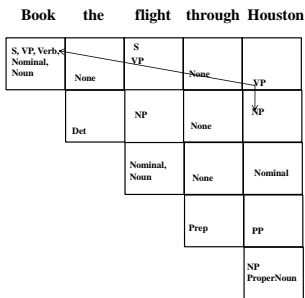 Book the flight through Houston
S, VP, Verb,
Nominal,
Noun
None
S
VP
None
VP
Det
NP
None
NP
Nominal,
Noun
None
Nominal
Prep
PP
NP
ProperNoun